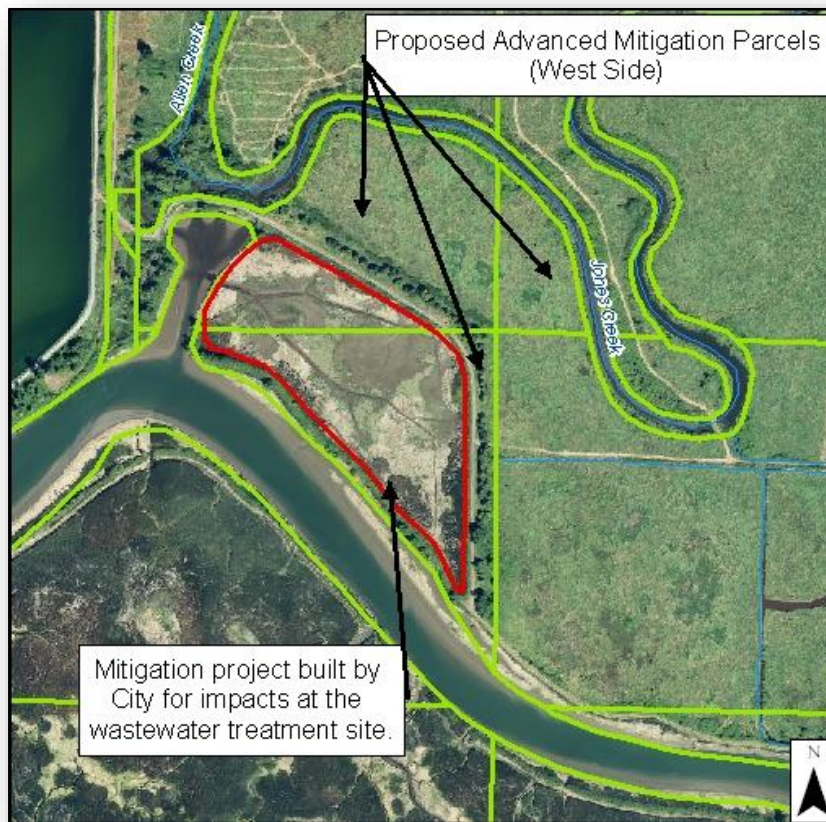 Proposed Advanced Mitigation Parcels
(West Side)
Allen Creek
Jones Creek
Mitigation project built by
City for impacts at the
wastewater treatment site.
N